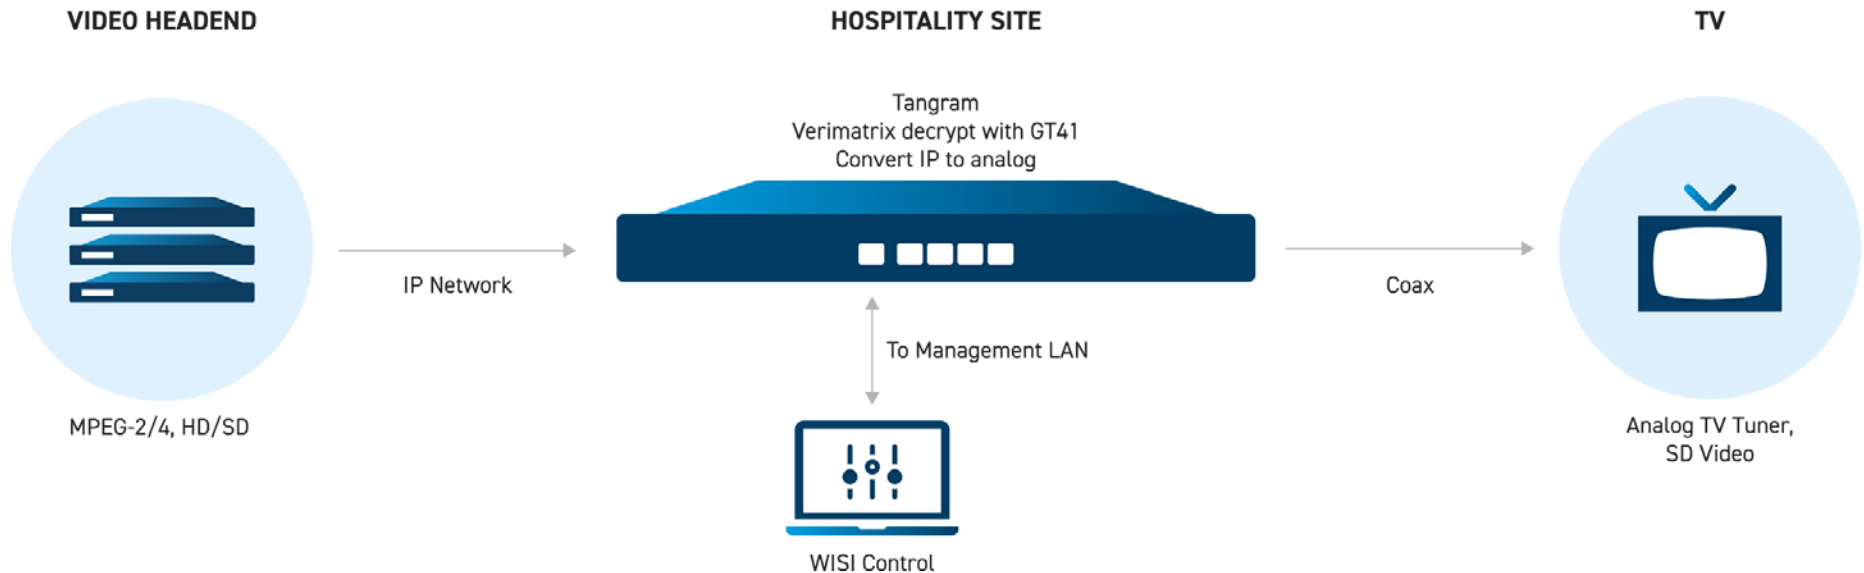 VIDEO HEADEND
HOSPITALITY SITE
TV
Tangram
Verimatrix decrypt with GT41
Convert IP to analog
IP Network
Coax
To Management LAN
MPEG-2/4, HD/SD
Analog TV Tuner,
SD Video
WISI Control